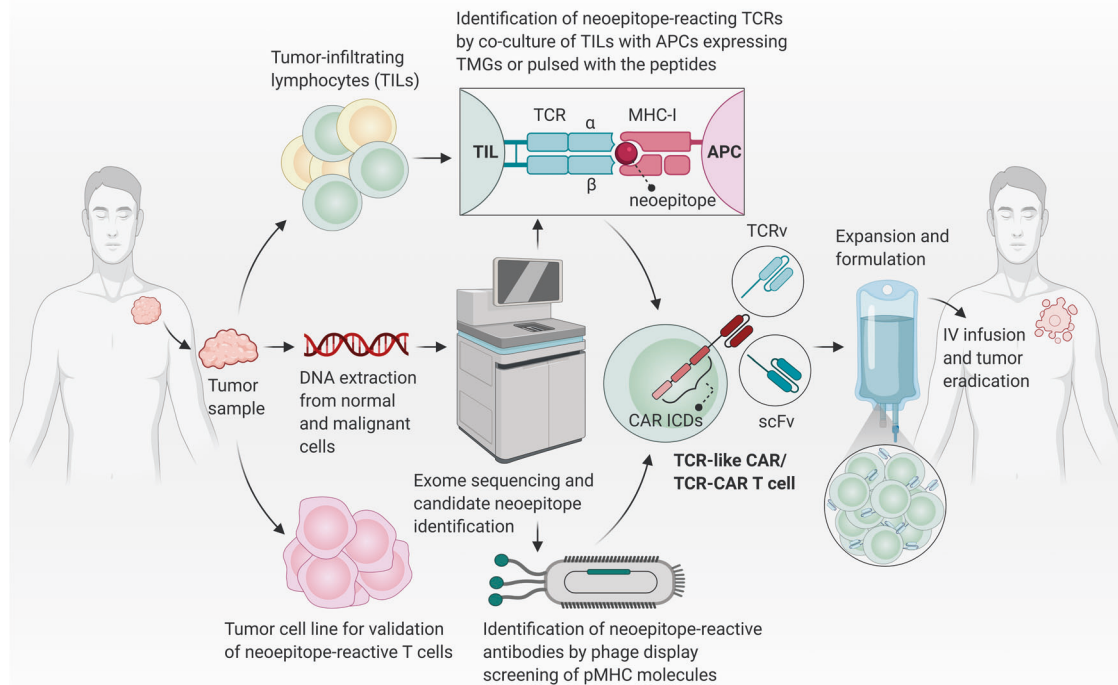 Identification of neoepitope-reacting TCRs
by co-culture of TILs with APCs expressing
TMGs or pulsed with the peptides
Tumor-infiltrating
lymphocytes (TILs)
TCR
α
MHC-I
TIL
APC
β
neoepitope
TCRv
Expansion and
formulation
Tumor
sample
DNA extraction
from normal
and malignant
cells
CAR ICDs
scFv
IV infusion
and tumor
eradication
TCR-like CAR/
TCR-CAR T cell
Exome sequencing and
candidate neoepitope
identification
Tumor cell line for validation
of neoepitope-reactive T cells
Identification of neoepitope-reactive
antibodies by phage display
screening of pMHC molecules